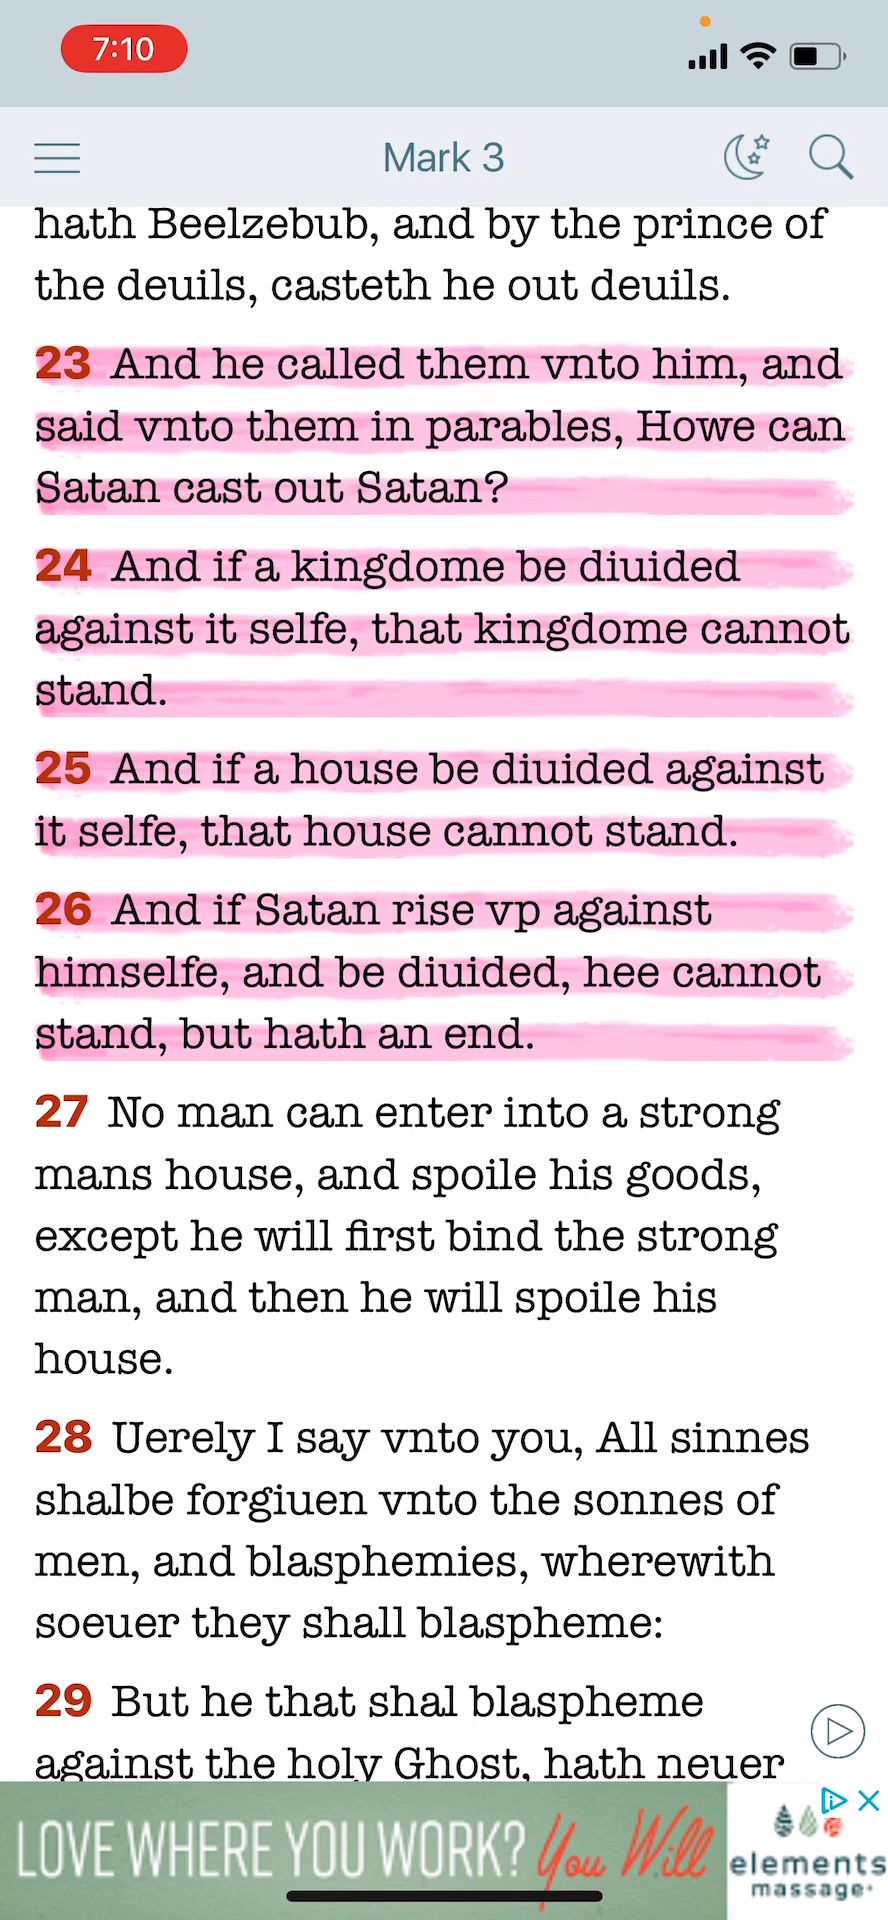 7:10
Mark 3
hath Beelzebub, and by the prince of
the deuils, casteth he out deuils.
23 And he called them vnto him, and
said vnto them in parables, Howe can
Satan cast out Satan?
24 And if a kingdome be diuided
against it selfe, that kingdome cannot
stand.
25 And if a house be diuided against
it selfe, that house cannot stand.
26 And if Satan rise vp against
himselfe, and be diuided, hee cannot
stand, but hath an end.
27 No man can enter into a strong
mans house, and spoile his goods,
except he will first bind the strong
man, and then he will spoile his
house.
28 Uerely I say vnto you, All sinnes
shalbe forgiuen vnto the sonnes of
men, and blasphemies, wherewith
soeuer they shall blaspheme:
29 But he that shal blaspheme
against the holy Ghost, hath neuer
LOVE WHERE YOU WORK? You Will
elements
massage